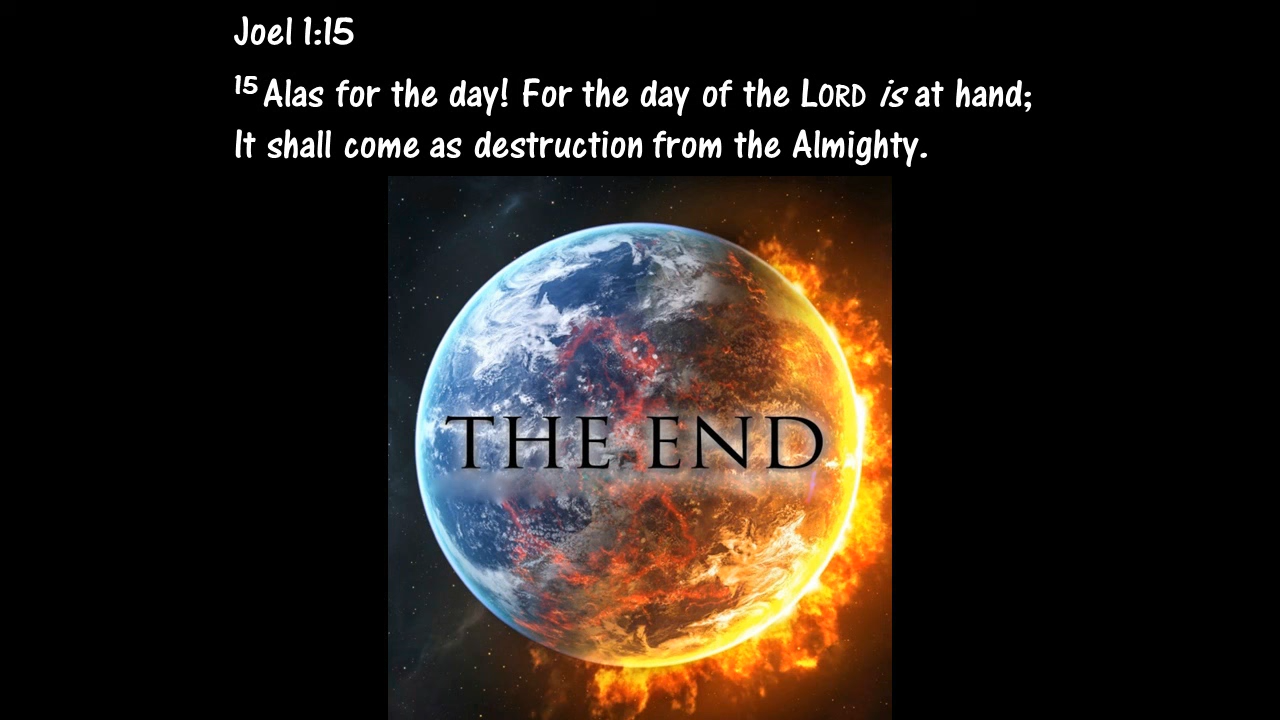 Joel 1:15
15 Alas for the day! For the day of the LORD is at hand;
It shall come as destruction from the Almighty.
THE END